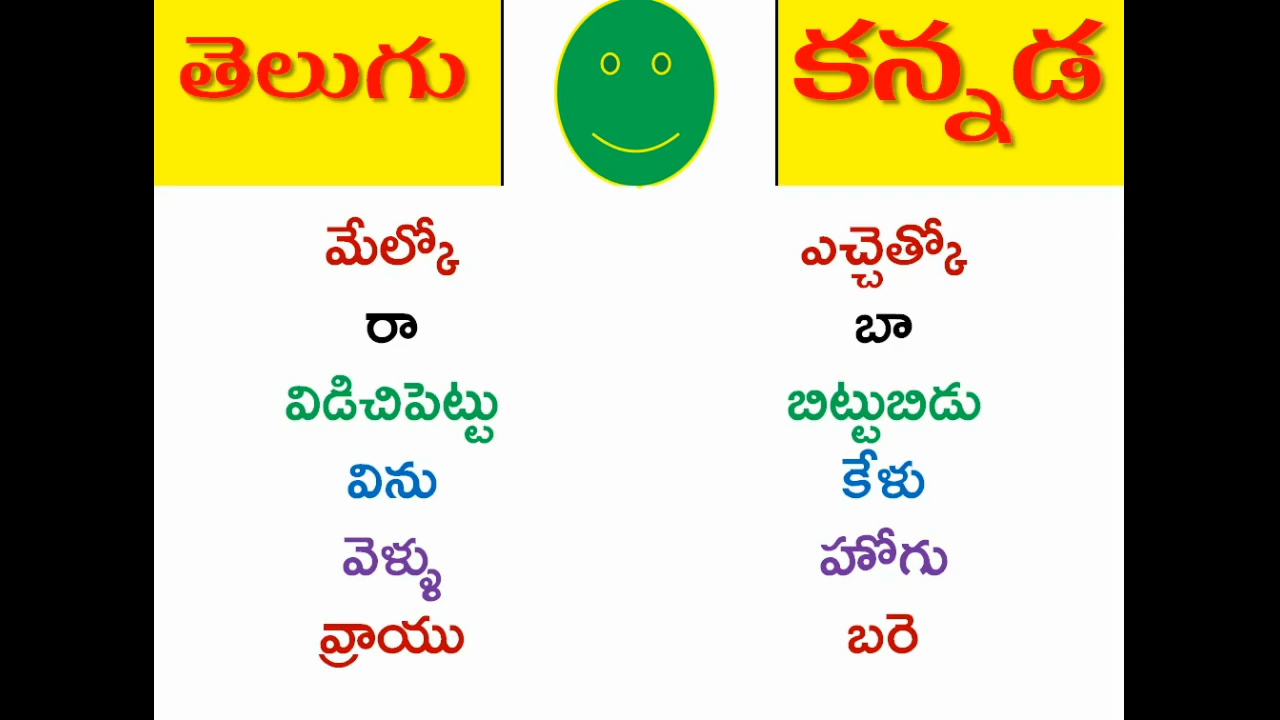 తెలుగు కన్నడ
మేల్కో ఎచ్చెత్కో
రా బా
విడిచిపెట్టు బిట్టుబిడు
విను కేళు
వెళ్ళు హోగు
వ్రాయు బరె